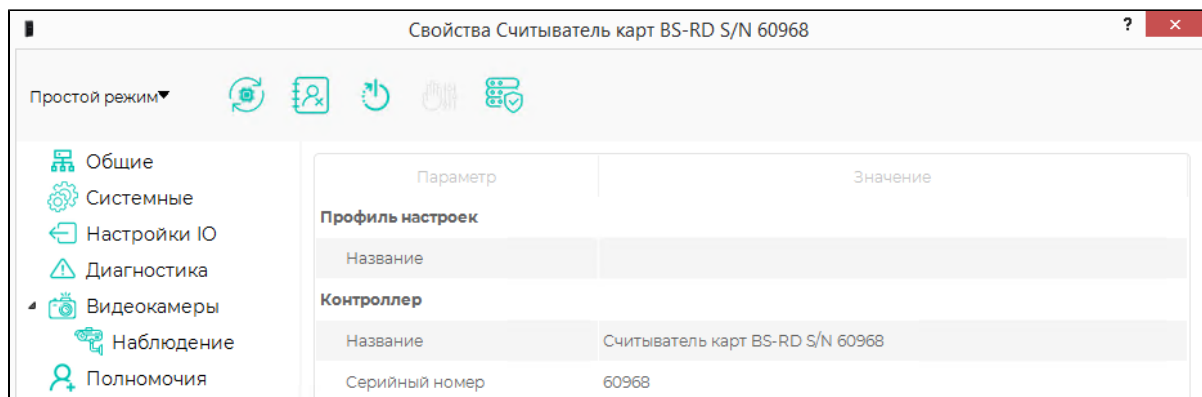 Свойства Считыватель карт BS-RD S/N 60968
?
Простой режим
Общие
Системные
Настройки IO
Диагностика
Видеокамеры
Наблюдение
Полномочия
Параметр Значение
Профиль настроек
Название
Контроллер
Название Считыватель карт BS-RD S/N 60968
Серийный номер 60968